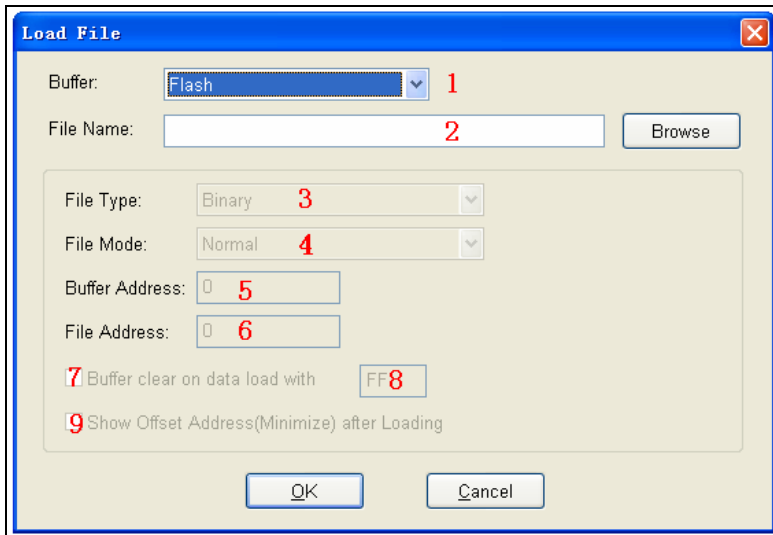 Load File
Buffer: Flash 1
File Name: 2 Browse
File Type: Binary 3
File Mode: Normal 4
Buffer Address: 0 5
File Address: 0 6
7 Buffer clear on data load with FF 8
9 Show Offset Address(Minimize) after Loading
OK Cancel